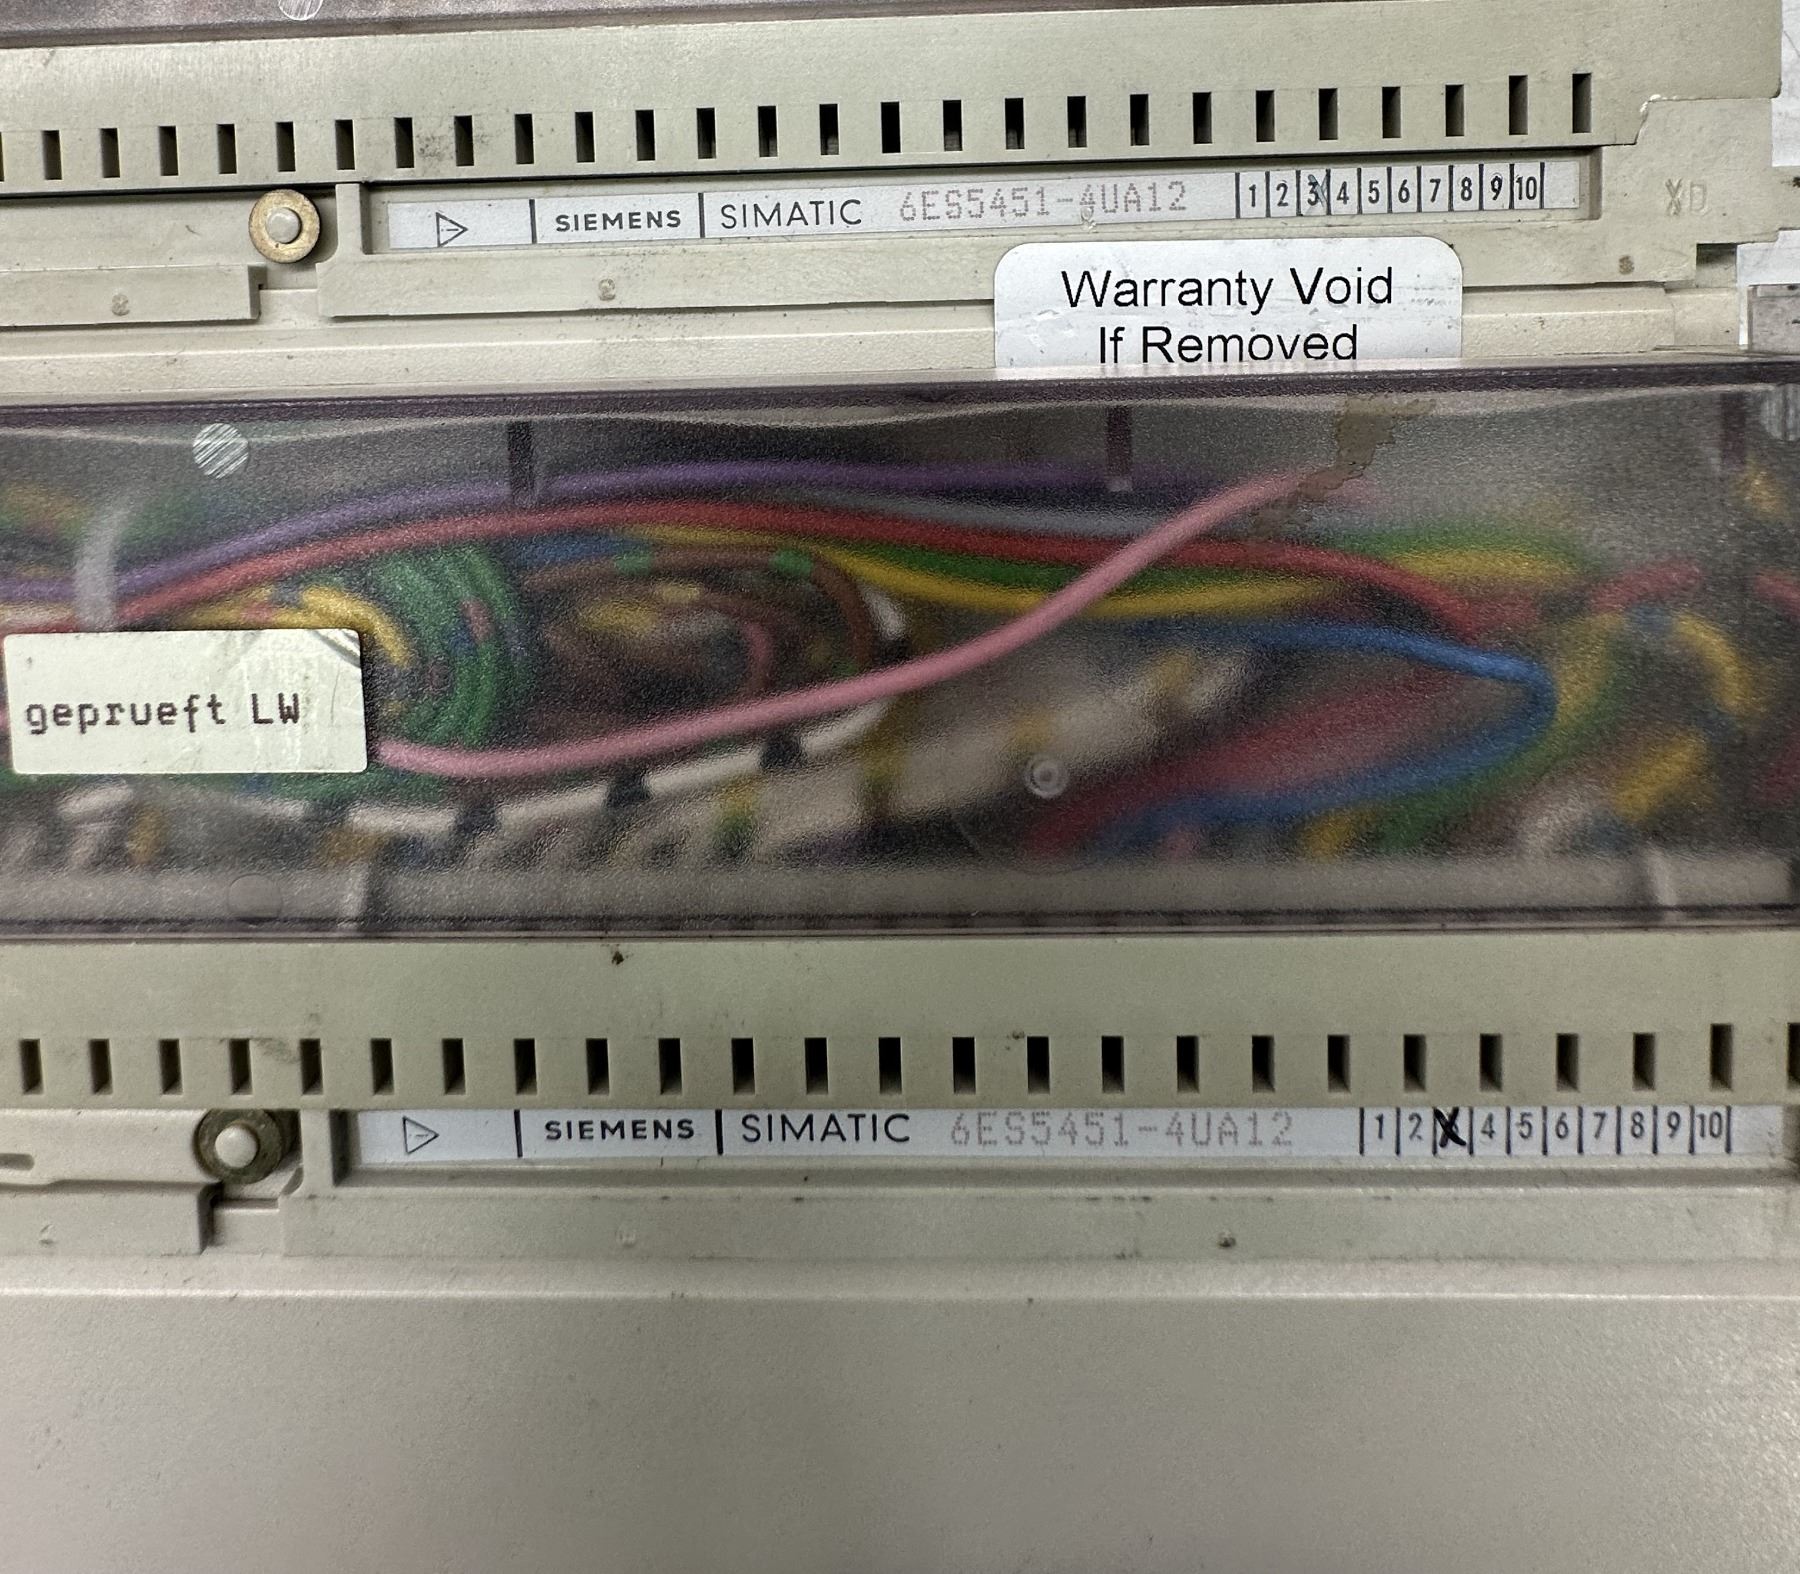 SIEMENS SIMATIC 6ES5451-4UA12 1 2 3 4 5 6 7 8 9 10
Warranty Void
If Removed
geprueft LW
SIEMENS SIMATIC 6ES5451-4UA12 1 2 3 4 5 6 7 8 9 10